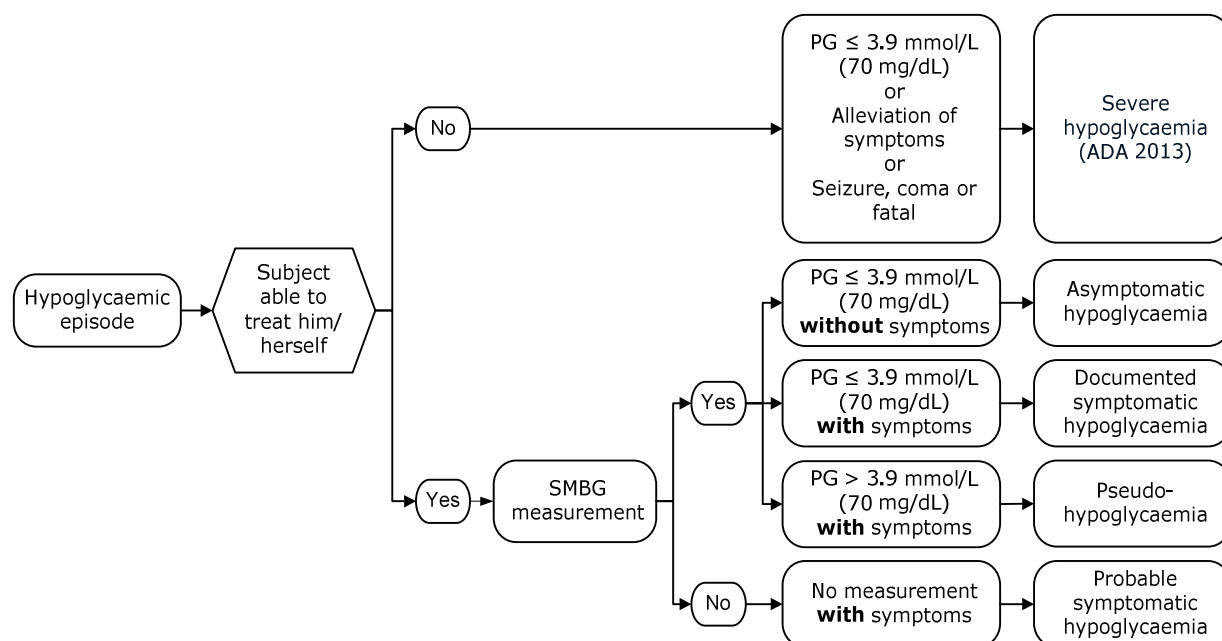 PG ≤ 3.9 mmol/L
(70 mg/dL)
or
Alleviation of
symptoms
or
Seizure, coma or
fatal
Severe
hypoglycaemia
(ADA 2013)
No
Hypoglycaemic
episode
Subject
able to
treat him/
herself
PG ≤ 3.9 mmol/L
(70 mg/dL)
without symptoms
Asymptomatic
hypoglycaemia
Yes
PG ≤ 3.9 mmol/L
(70 mg/dL)
with symptoms
Documented
symptomatic
hypoglycaemia
Yes
SMBG
measurement
PG > 3.9 mmol/L
(70 mg/dL)
with symptoms
Pseudo-
hypoglycaemia
No
No measurement
with symptoms
Probable
symptomatic
hypoglycaemia